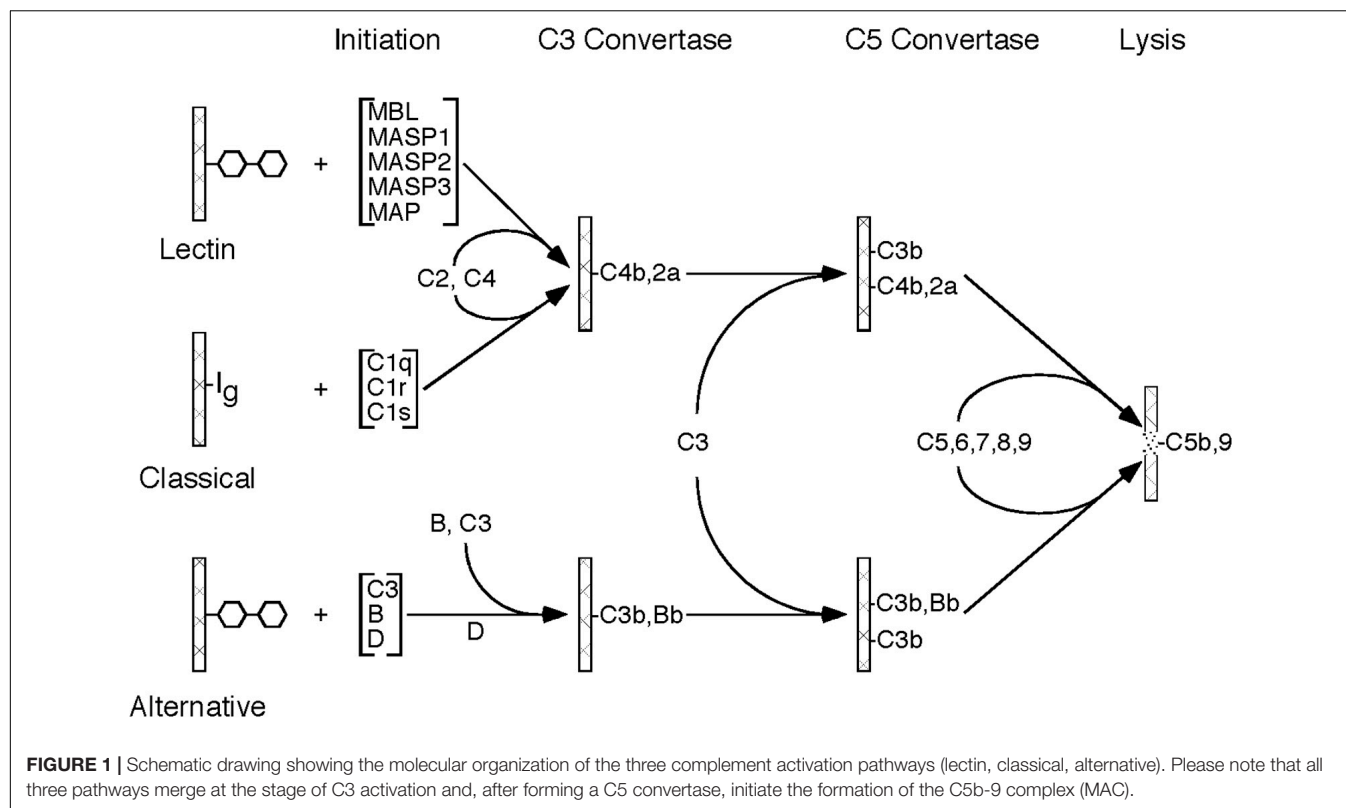 Initiation C3 Convertase C5 Convertase Lysis
MBL
MASP1
MASP2
MASP3
MAP
+
Lectin
C2, C4
C4b,2a
C3b
C4b,2a
Ig
+
C1q
C1r
C1s
Classical
C3
C5,6,7,8,9
C5b,9
B, C3
+
C3
B
D
D
C3b,Bb
C3b,Bb
C3b
Alternative
FIGURE 1 | Schematic drawing showing the molecular organization of the three complement activation pathways (lectin, classical, alternative). Please note that all
three pathways merge at the stage of C3 activation and, after forming a C5 convertase, initiate the formation of the C5b-9 complex (MAC).